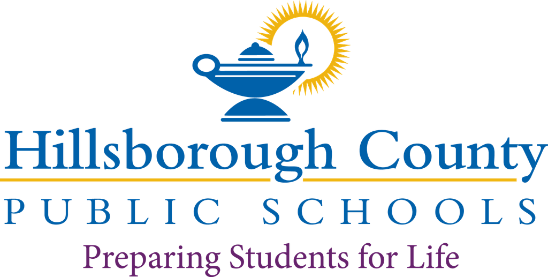 Hillsborough County
PUBLIC SCHOOLS
Preparing Students for Life